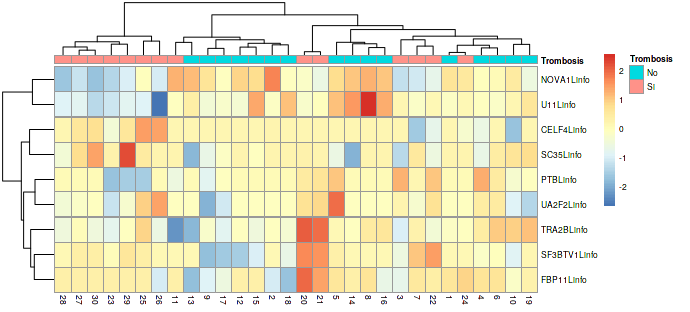 Trombosis
NOVA1Linfo
U11Linfo
CELF4Linfo
SC35Linfo
PTBLinfo
UA2F2Linfo
TRA2BLinfo
SF3BTV1Linfo
FBP11Linfo
28 27 30 23 29 25 26 11 13 9 17 12 15 2 18 20 21 5 14 8 16 3 7 22 1 24 4 6 10 19
2
1
0
-1
-2
Trombosis
No
SI